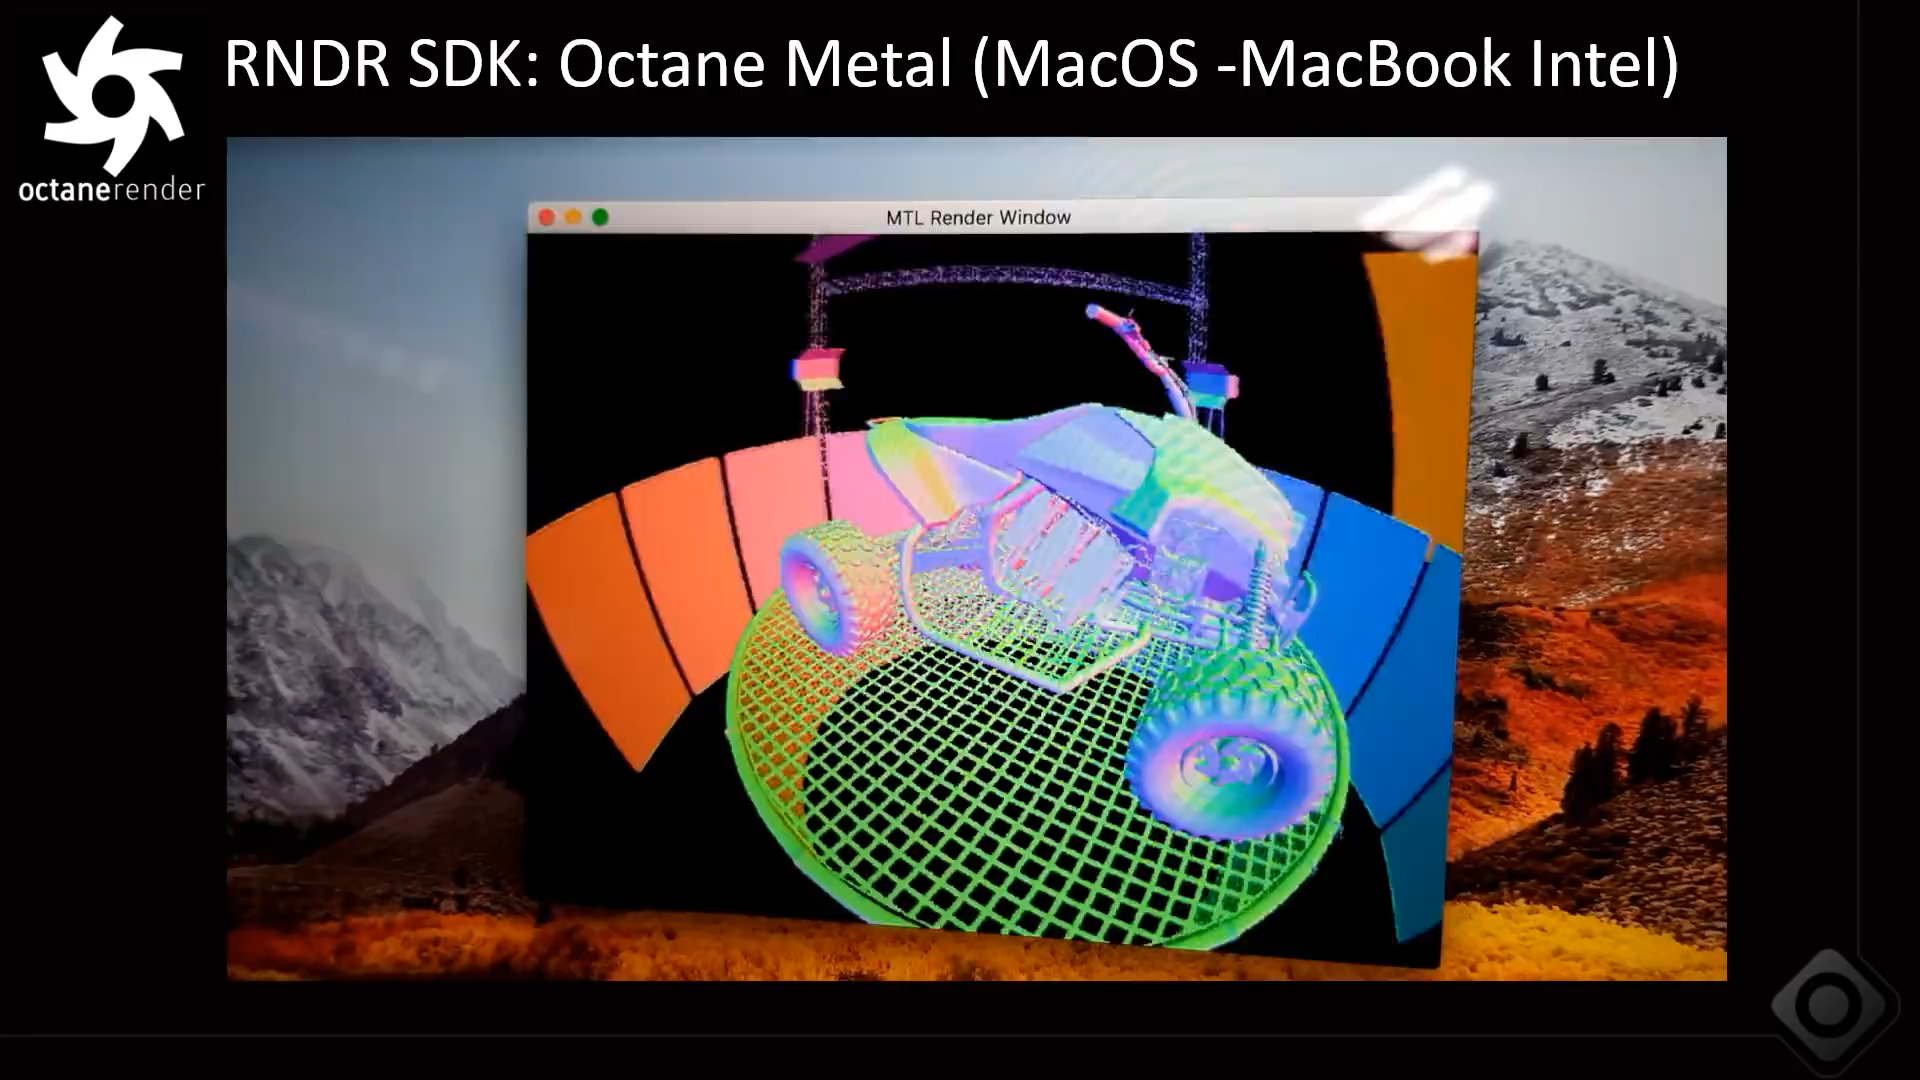 RNDR SDK: Octane Metal (MacOS -MacBook Intel)
octanerender
MTL Render Window